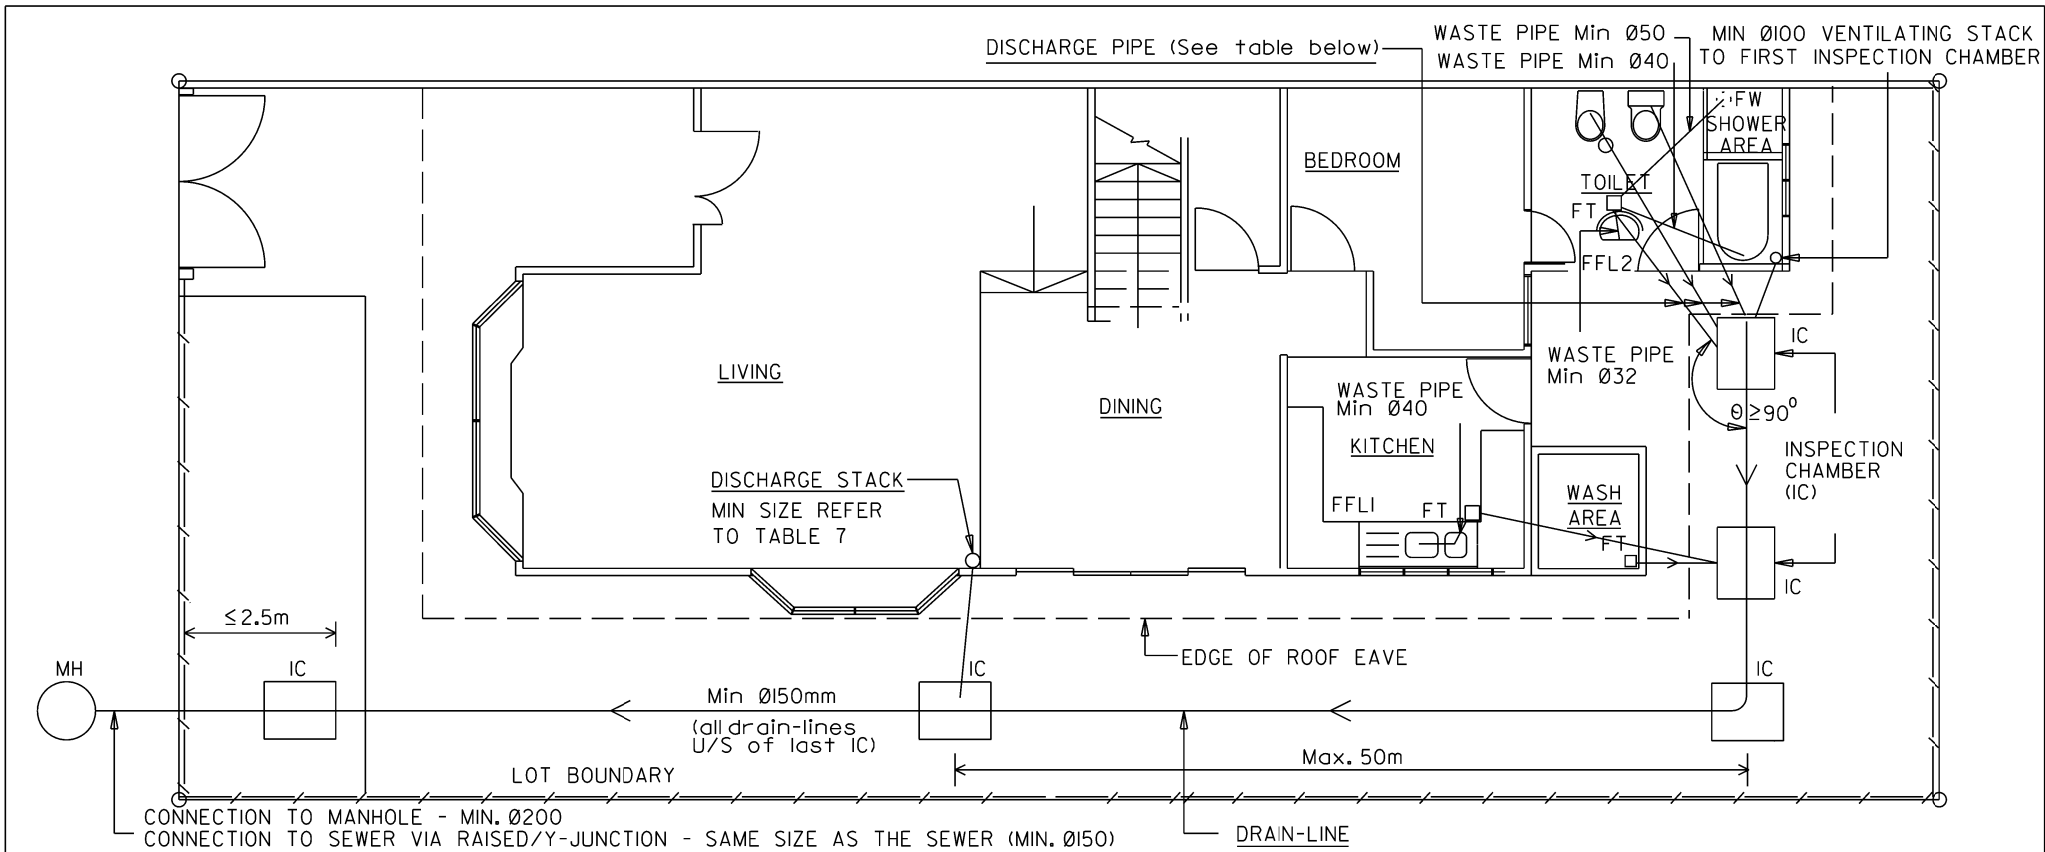 DISCHARGE PIPE (See table below)
WASTE PIPE Min Ø50
WASTE PIPE Min Ø40
MIN Ø100 VENTILATING STACK
TO FIRST INSPECTION CHAMBER
FW
SHOWER
AREA
BEDROOM
TOILET
FT
FFL2
IC
WASTE PIPE
Min Ø32
LIVING
DINING
WASTE PIPE
Min Ø40
KITCHEN
Θ≥90°
INSPECTION
CHAMBER
(IC)
DISCHARGE STACK
MIN SIZE REFER
TO TABLE 7
FFL1
FT
WASH
AREA
FT
IC
≤2.5m
EDGE OF ROOF EAVE
MH
IC
IC
IC
Min Ø150mm
(all drain-lines
U/S of last IC)
Max. 50m
LOT BOUNDARY
CONNECTION TO MANHOLE - MIN. Ø200
CONNECTION TO SEWER VIA RAISED/Y-JUNCTION - SAME SIZE AS THE SEWER (MIN. Ø150)
DRAIN-LINE